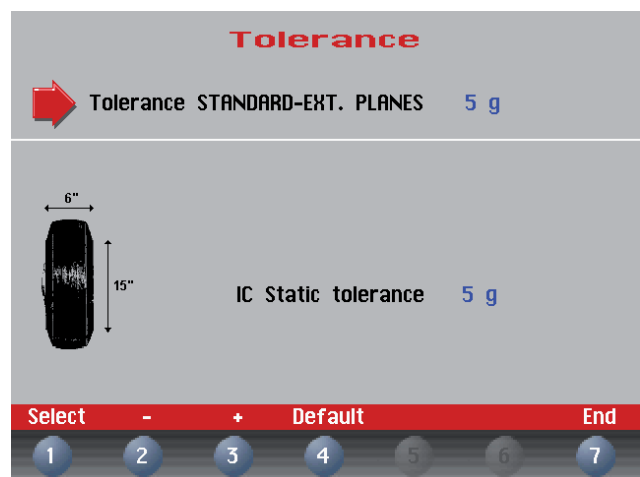 Tolerance
Tolerance STANDARD-EXT. PLANES 5 g
6"
15"
IC Static tolerance 5 g
Select - + Default End
1 2 3 4 5 6 7